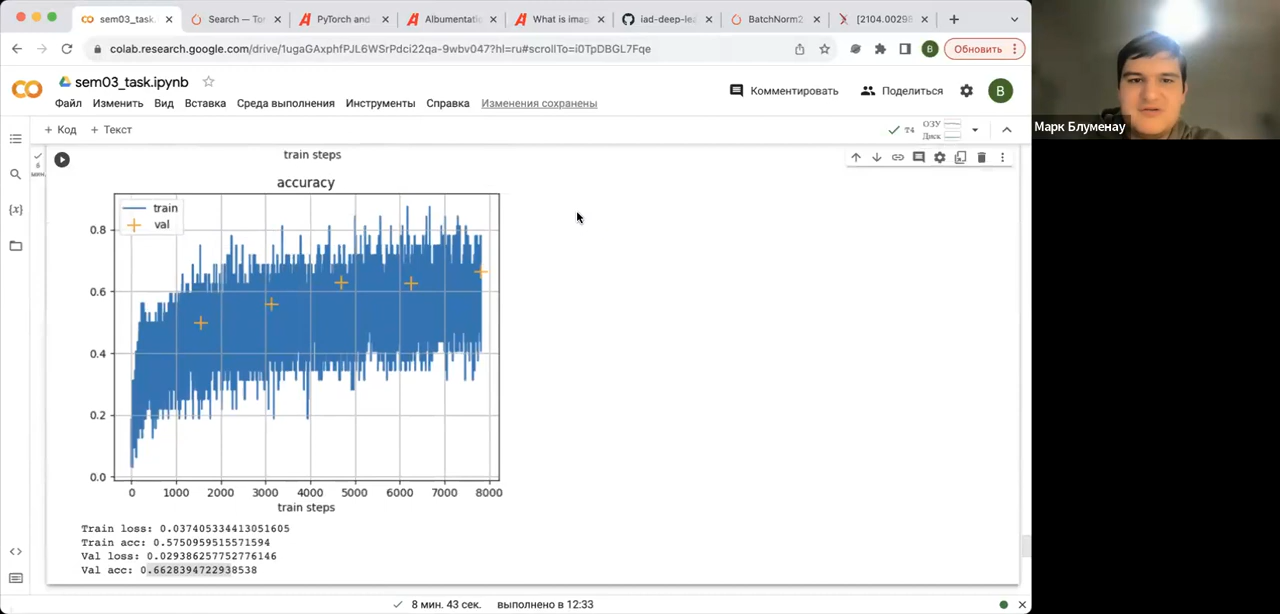 sem03_task.
Search — To
PyTorch and
Albumentatio
What is imag
iad-deep-le
BatchNorm2
[2104.00298
colab.research.google.com/drive/1ugaGAxphfPJL6WSrPdci22qa-9wbv047?hl=ru#scrollTo=i0TpDBGL7Fqe
B
Обновить
sem03_task.ipynb
Файл Изменить Вид Вставка Среда выполнения Инструменты Справка Изменения сохранены
Комментировать
Поделиться
B
+ Код + Текст
T4
ОЗУ
Диск
6
мин.
train steps
accuracy
train
val
0.8
0.6
0.4
0.2
0.0
0 1000 2000 3000 4000 5000 6000 7000 8000
train steps
Train loss: 0.037405334413051605
Train acc: 0.5750959515571594
Val loss: 0.029386257752776146
Val acc: 0.6628394722938538
8 мин. 43 сек. выполнено в 12:33
Марк Блуменау